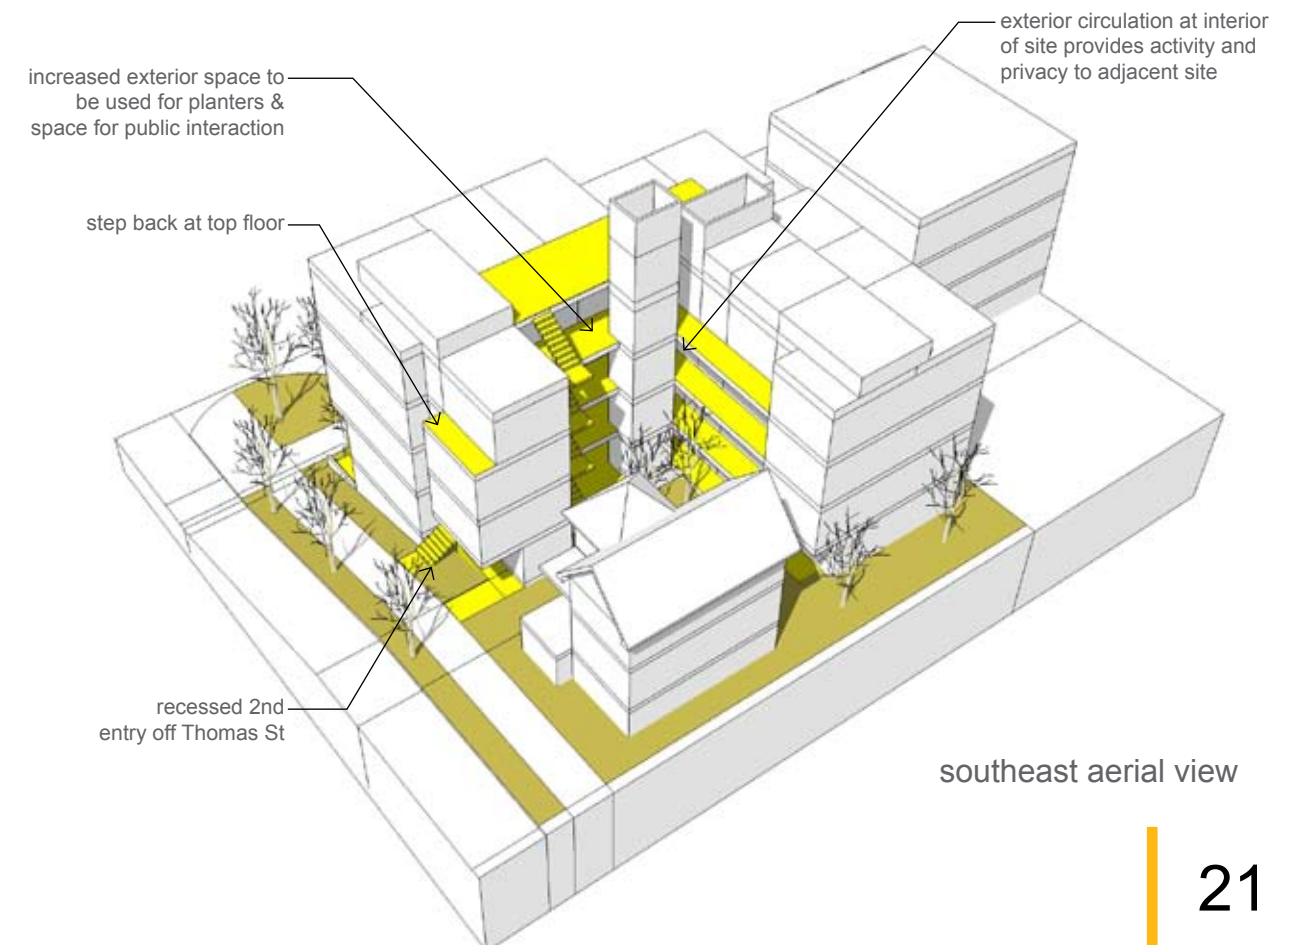 exterior circulation at interior
of site provides activity and
privacy to adjacent site
increased exterior space to
be used for planters &
space for public interaction
step back at top floor
recessed 2nd
entry off Thomas St
southeast aerial view
21